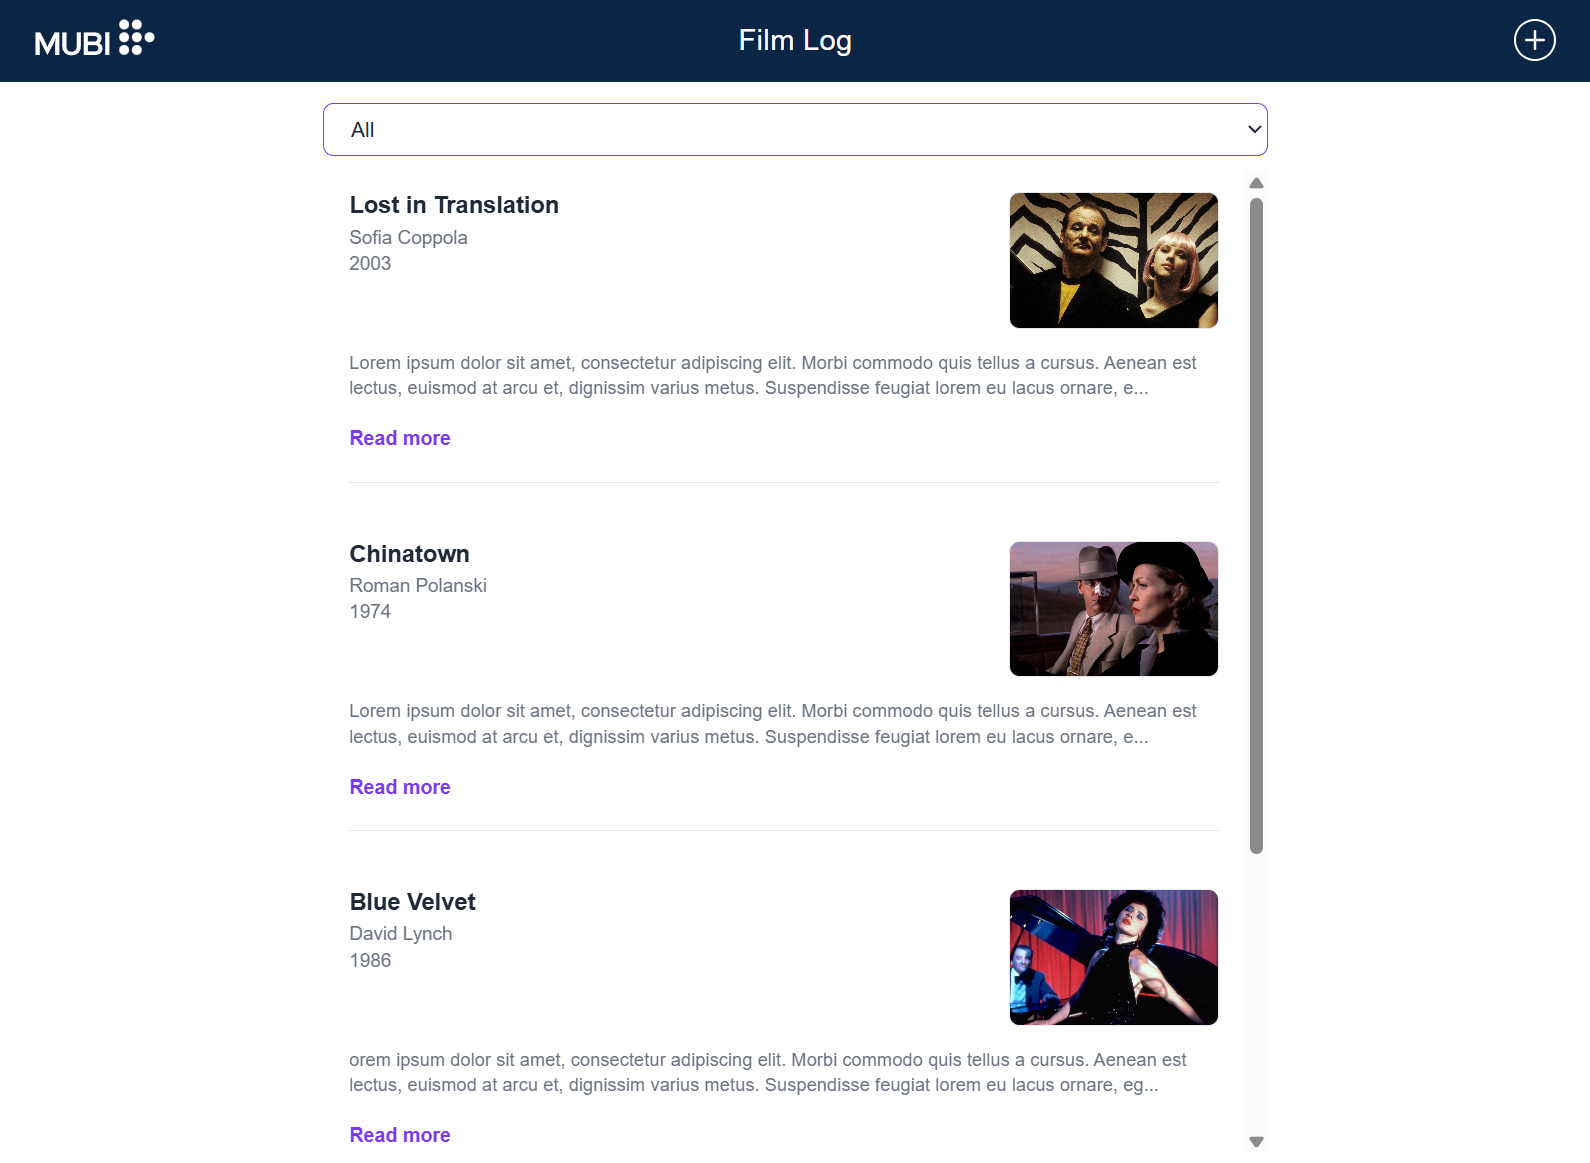 MUBI
Film Log
All
Lost in Translation
Sofia Coppola
2003
Lorem ipsum dolor sit amet, consectetur adipiscing elit. Morbi commodo quis tellus a cursus. Aenean est
lectus, euismod at arcu et, dignissim varius metus. Suspendisse feugiat lorem eu lacus ornare, e...
Read more
Chinatown
Roman Polanski
1974
Lorem ipsum dolor sit amet, consectetur adipiscing elit. Morbi commodo quis tellus a cursus. Aenean est
lectus, euismod at arcu et, dignissim varius metus. Suspendisse feugiat lorem eu lacus ornare, e...
Read more
Blue Velvet
David Lynch
1986
orem ipsum dolor sit amet, consectetur adipiscing elit. Morbi commodo quis tellus a cursus. Aenean est
lectus, euismod at arcu et, dignissim varius metus. Suspendisse feugiat lorem eu lacus ornare, eg...
Read more